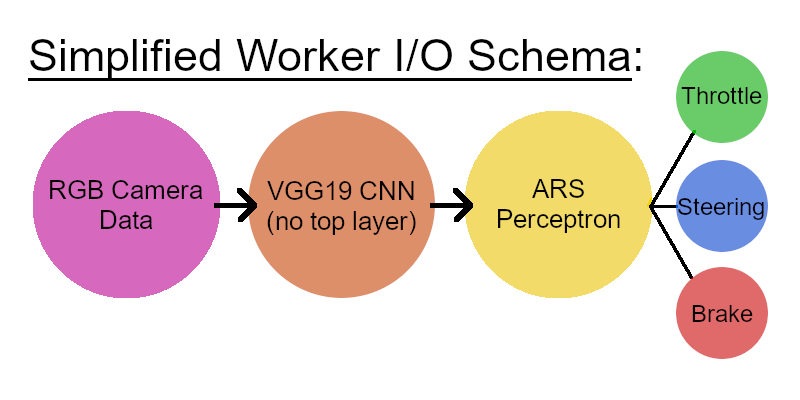 Simplified Worker I/O Schema:
RGB Camera
Data
VGG19 CNN
(no top layer)
ARS
Perceptron
Throttle
Steering
Brake